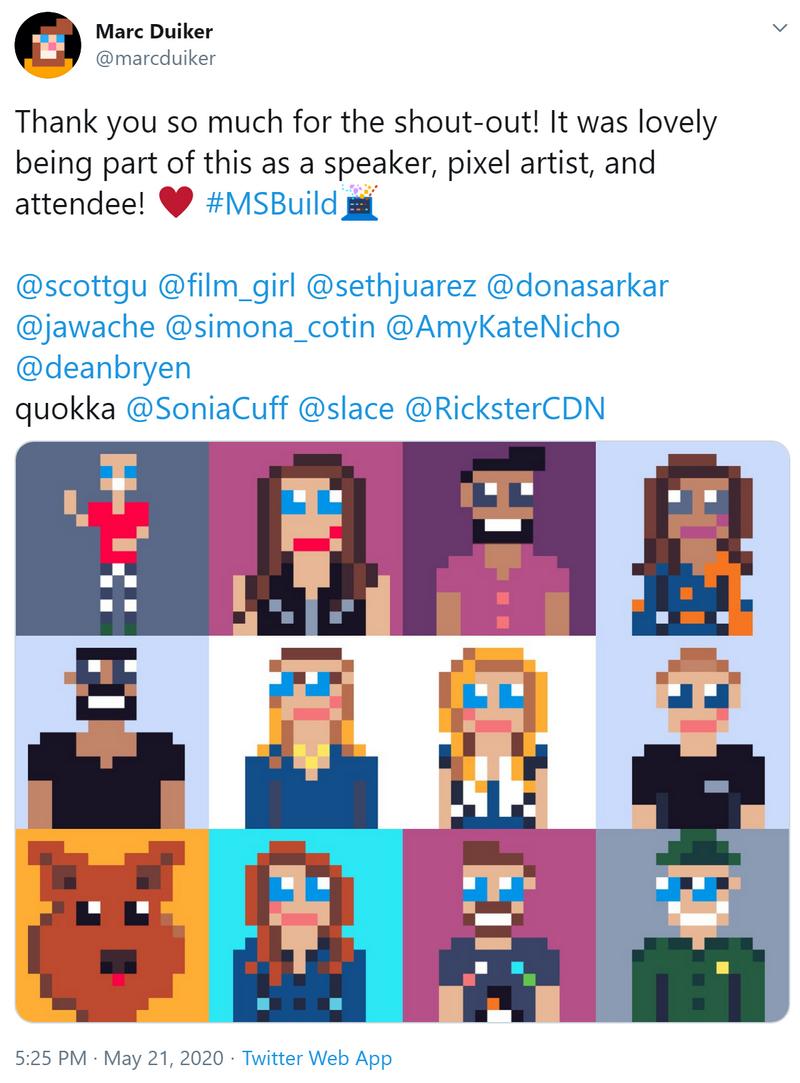 Marc Duiker
@marcduiker
Thank you so much for the shout-out! It was lovely
being part of this as a speaker, pixel artist, and
attendee! ❤ #MSBuild
@scottgu @film_girl @sethjuarez @donasarkar
@jawache @simona_cotin @AmyKateNicho
@deanbryen
quokka @SoniaCuff @slace @RicksterCDN
5:25 PM · May 21, 2020 · Twitter Web App